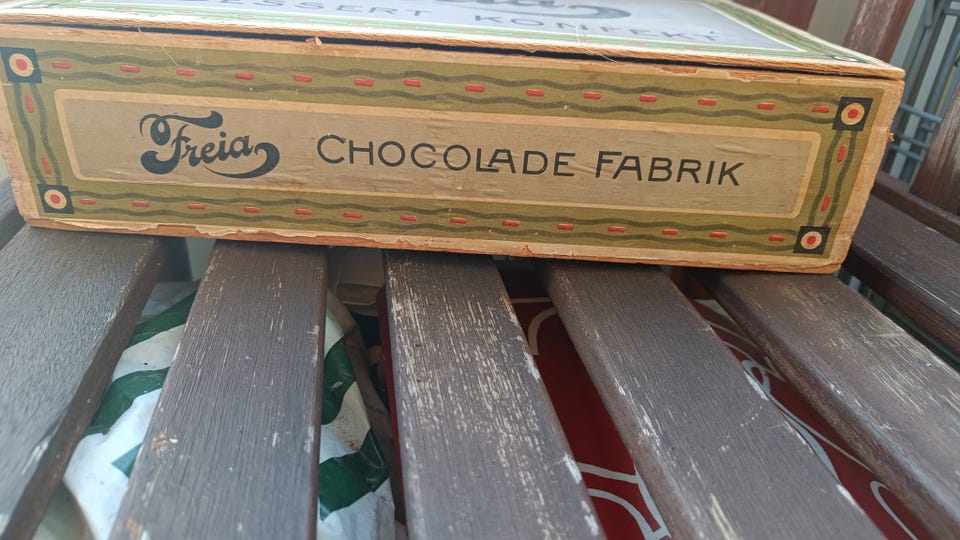 DESSERT KONFEKT
Freia CHOCOLADE FABRIK